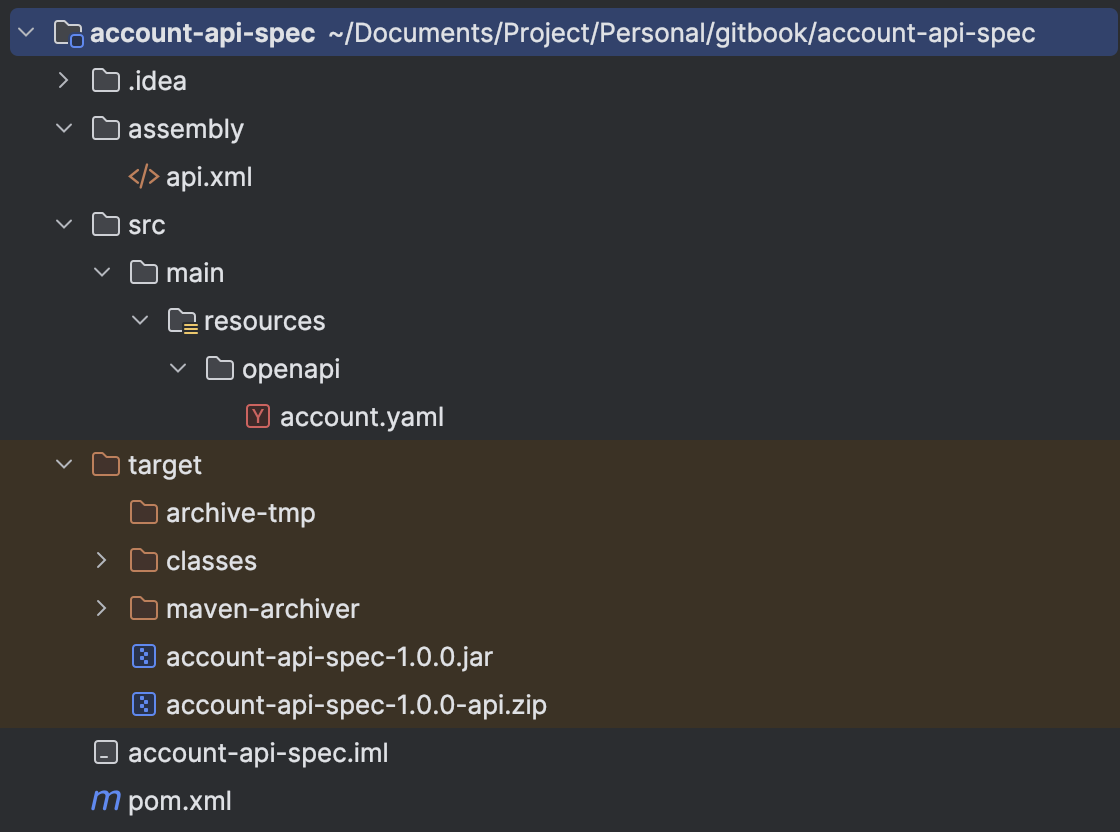 account-api-spec ~/Documents/Project/Personal/gitbook/account-api-spec
.idea
assembly
</> api.xml
src
main
resources
openapi
Y account.yaml
target
archive-tmp
classes
maven-archiver
account-api-spec-1.0.0.jar
account-api-spec-1.0.0-api.zip
account-api-spec.iml
m pom.xml